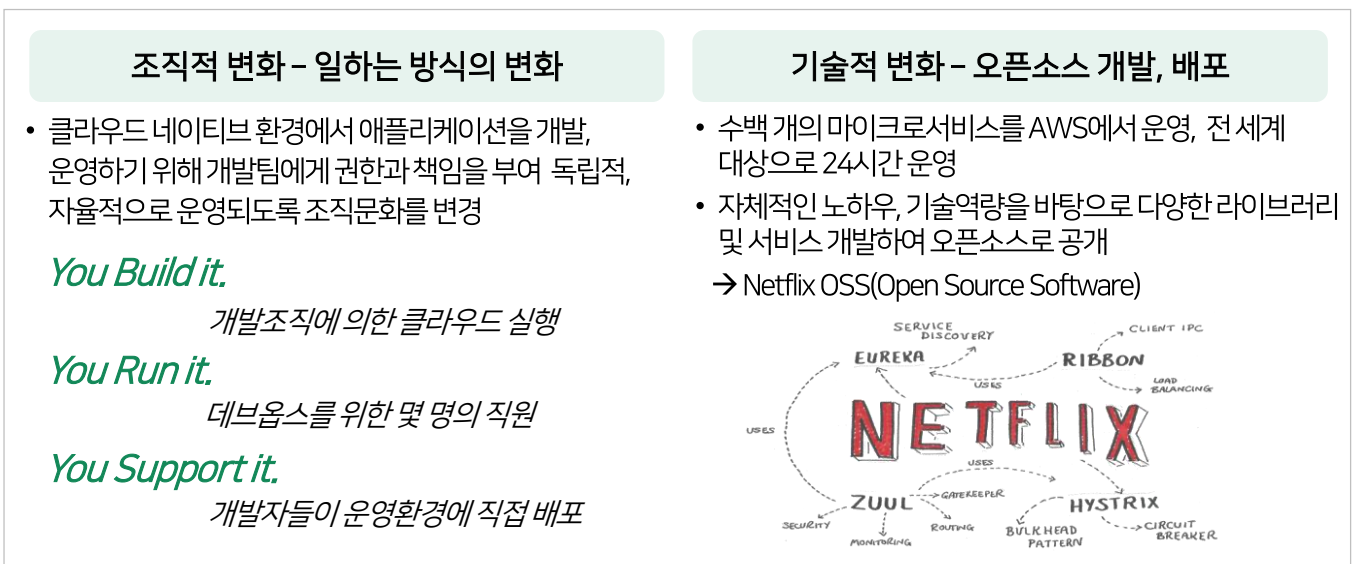 조직적 변화 – 일하는 방식의 변화
• 클라우드 네이티브 환경에서 애플리케이션을 개발,
운영하기 위해 개발팀에게 권한과 책임을 부여 독립적,
자율적으로 운영되도록 조직문화를 변경
You Build it.
개발조직에 의한 클라우드 실행
You Run it.
데브옵스를 위한 몇 명의 직원
You Support it.
개발자들이 운영환경에 직접 배포
기술적 변화 – 오픈소스 개발, 배포
• 수백 개의 마이크로서비스를 AWS에서 운영, 전 세계
대상으로 24시간 운영
• 자체적인 노하우, 기술역량을 바탕으로 다양한 라이브러리
및 서비스 개발하여 오픈소스로 공개
→ Netflix OSS(Open Source Software)
SERVICE
DISCOVERY
CLIENT IPC
EUREKA
RIBBON
USES
LOAD
BALANCING
NETFLIX
USES
USES
ZUUL
GATEKEEPER
HYSTRIX
SECURITY
MONITORING
ROUTING
BULKHEAD
PATTERN
CIRCUIT
BREAKER